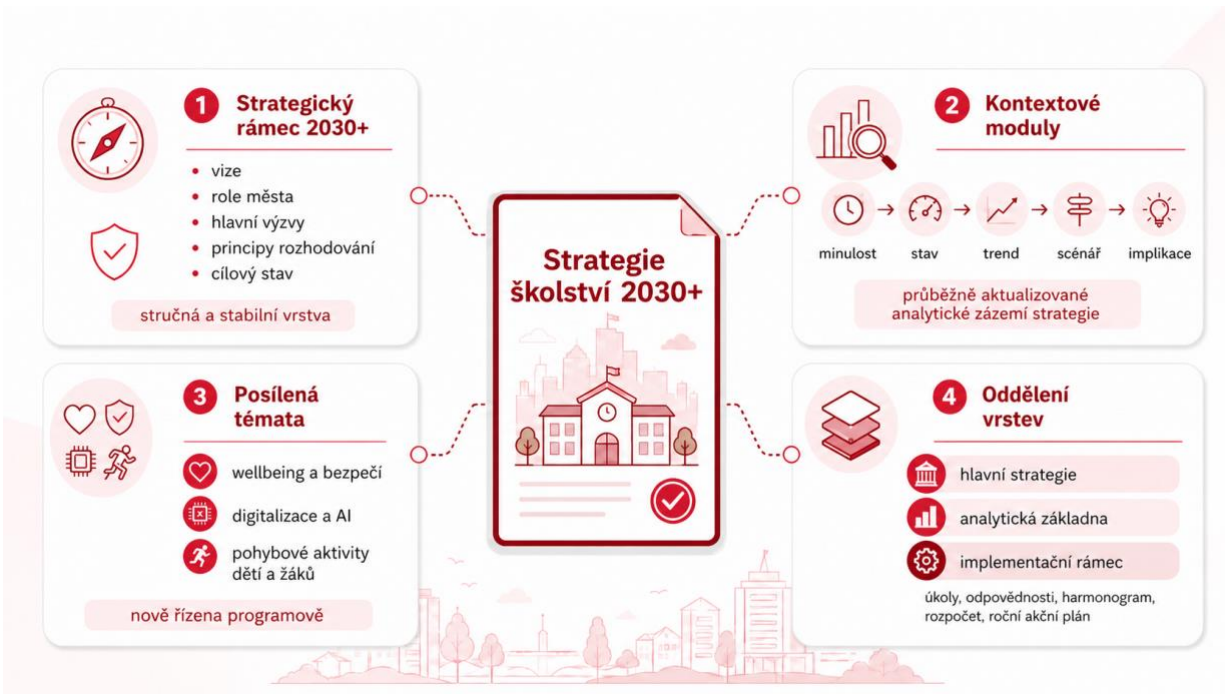 1 Strategický
rámec 2030+
• vize
• role města
• hlavní výzvy
• principy rozhodování
• cílový stav
stručná a stabilní vrstva
2 Kontextové
moduly
minulost → stav → trend → scénář → implikace
průběžně aktualizované
analytické zázemí strategie
Strategie
školství 2030+
3 Posílená
témata
wellbeing a bezpečí
digitalizace a AI
pohybové aktivity
dětí a žáků
nově řízena programově
4 Oddělení
vrstev
hlavní strategie
analytická základna
implementační rámec
úkoly, odpovědnosti, harmonogram,
rozpočet, roční akční plán